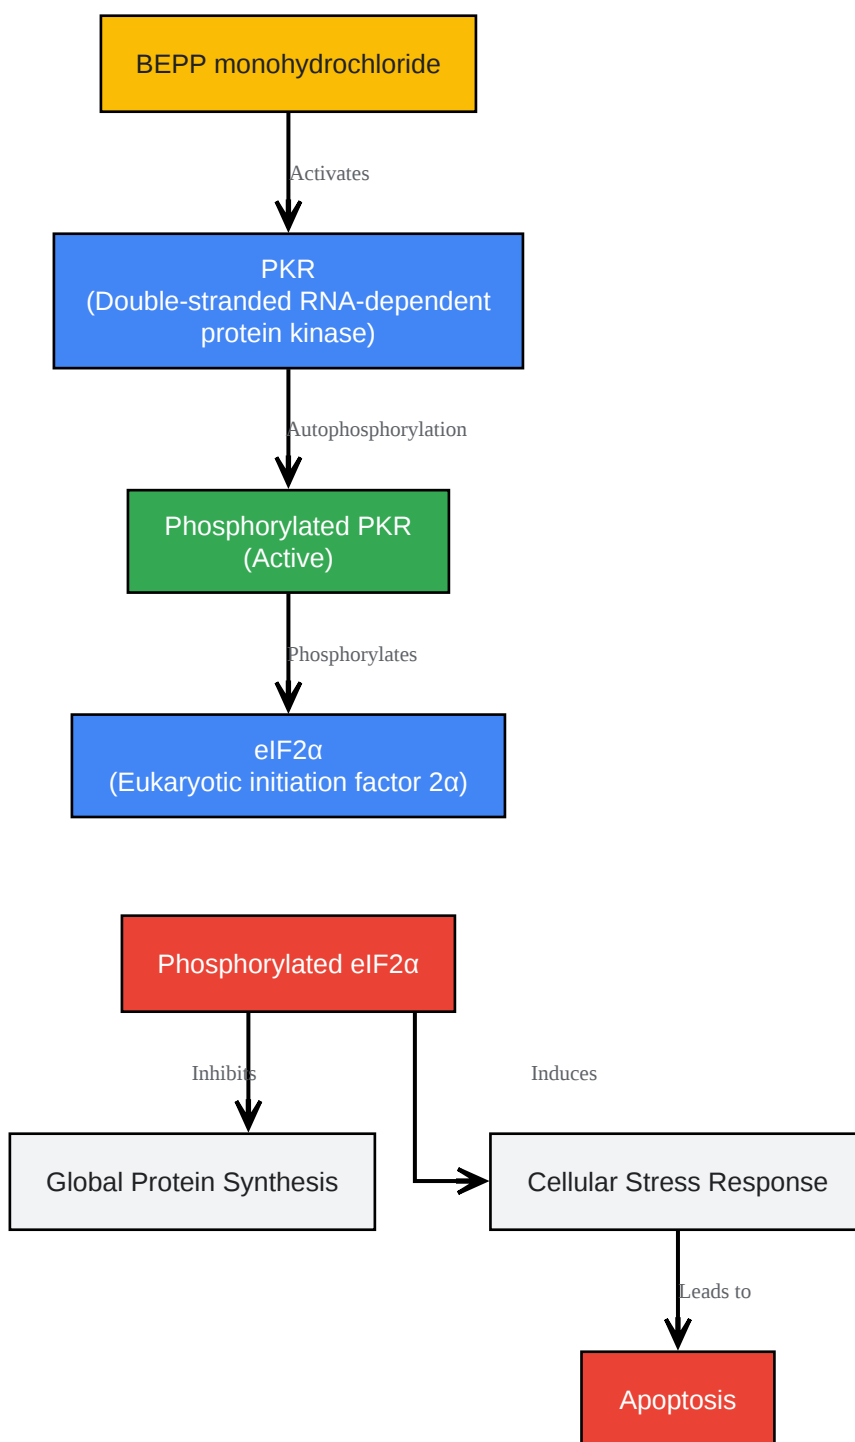 BEPP monohydrochloride
Activates
PKR
(Double-stranded RNA-dependent
protein kinase)
Autophosphorylation
Phosphorylated PKR
(Active)
Phosphorylates
eIF2α
(Eukaryotic initiation factor 2α)
Phosphorylated eIF2α
Inhibits
Induces
Global Protein Synthesis
Cellular Stress Response
Leads to
Apoptosis